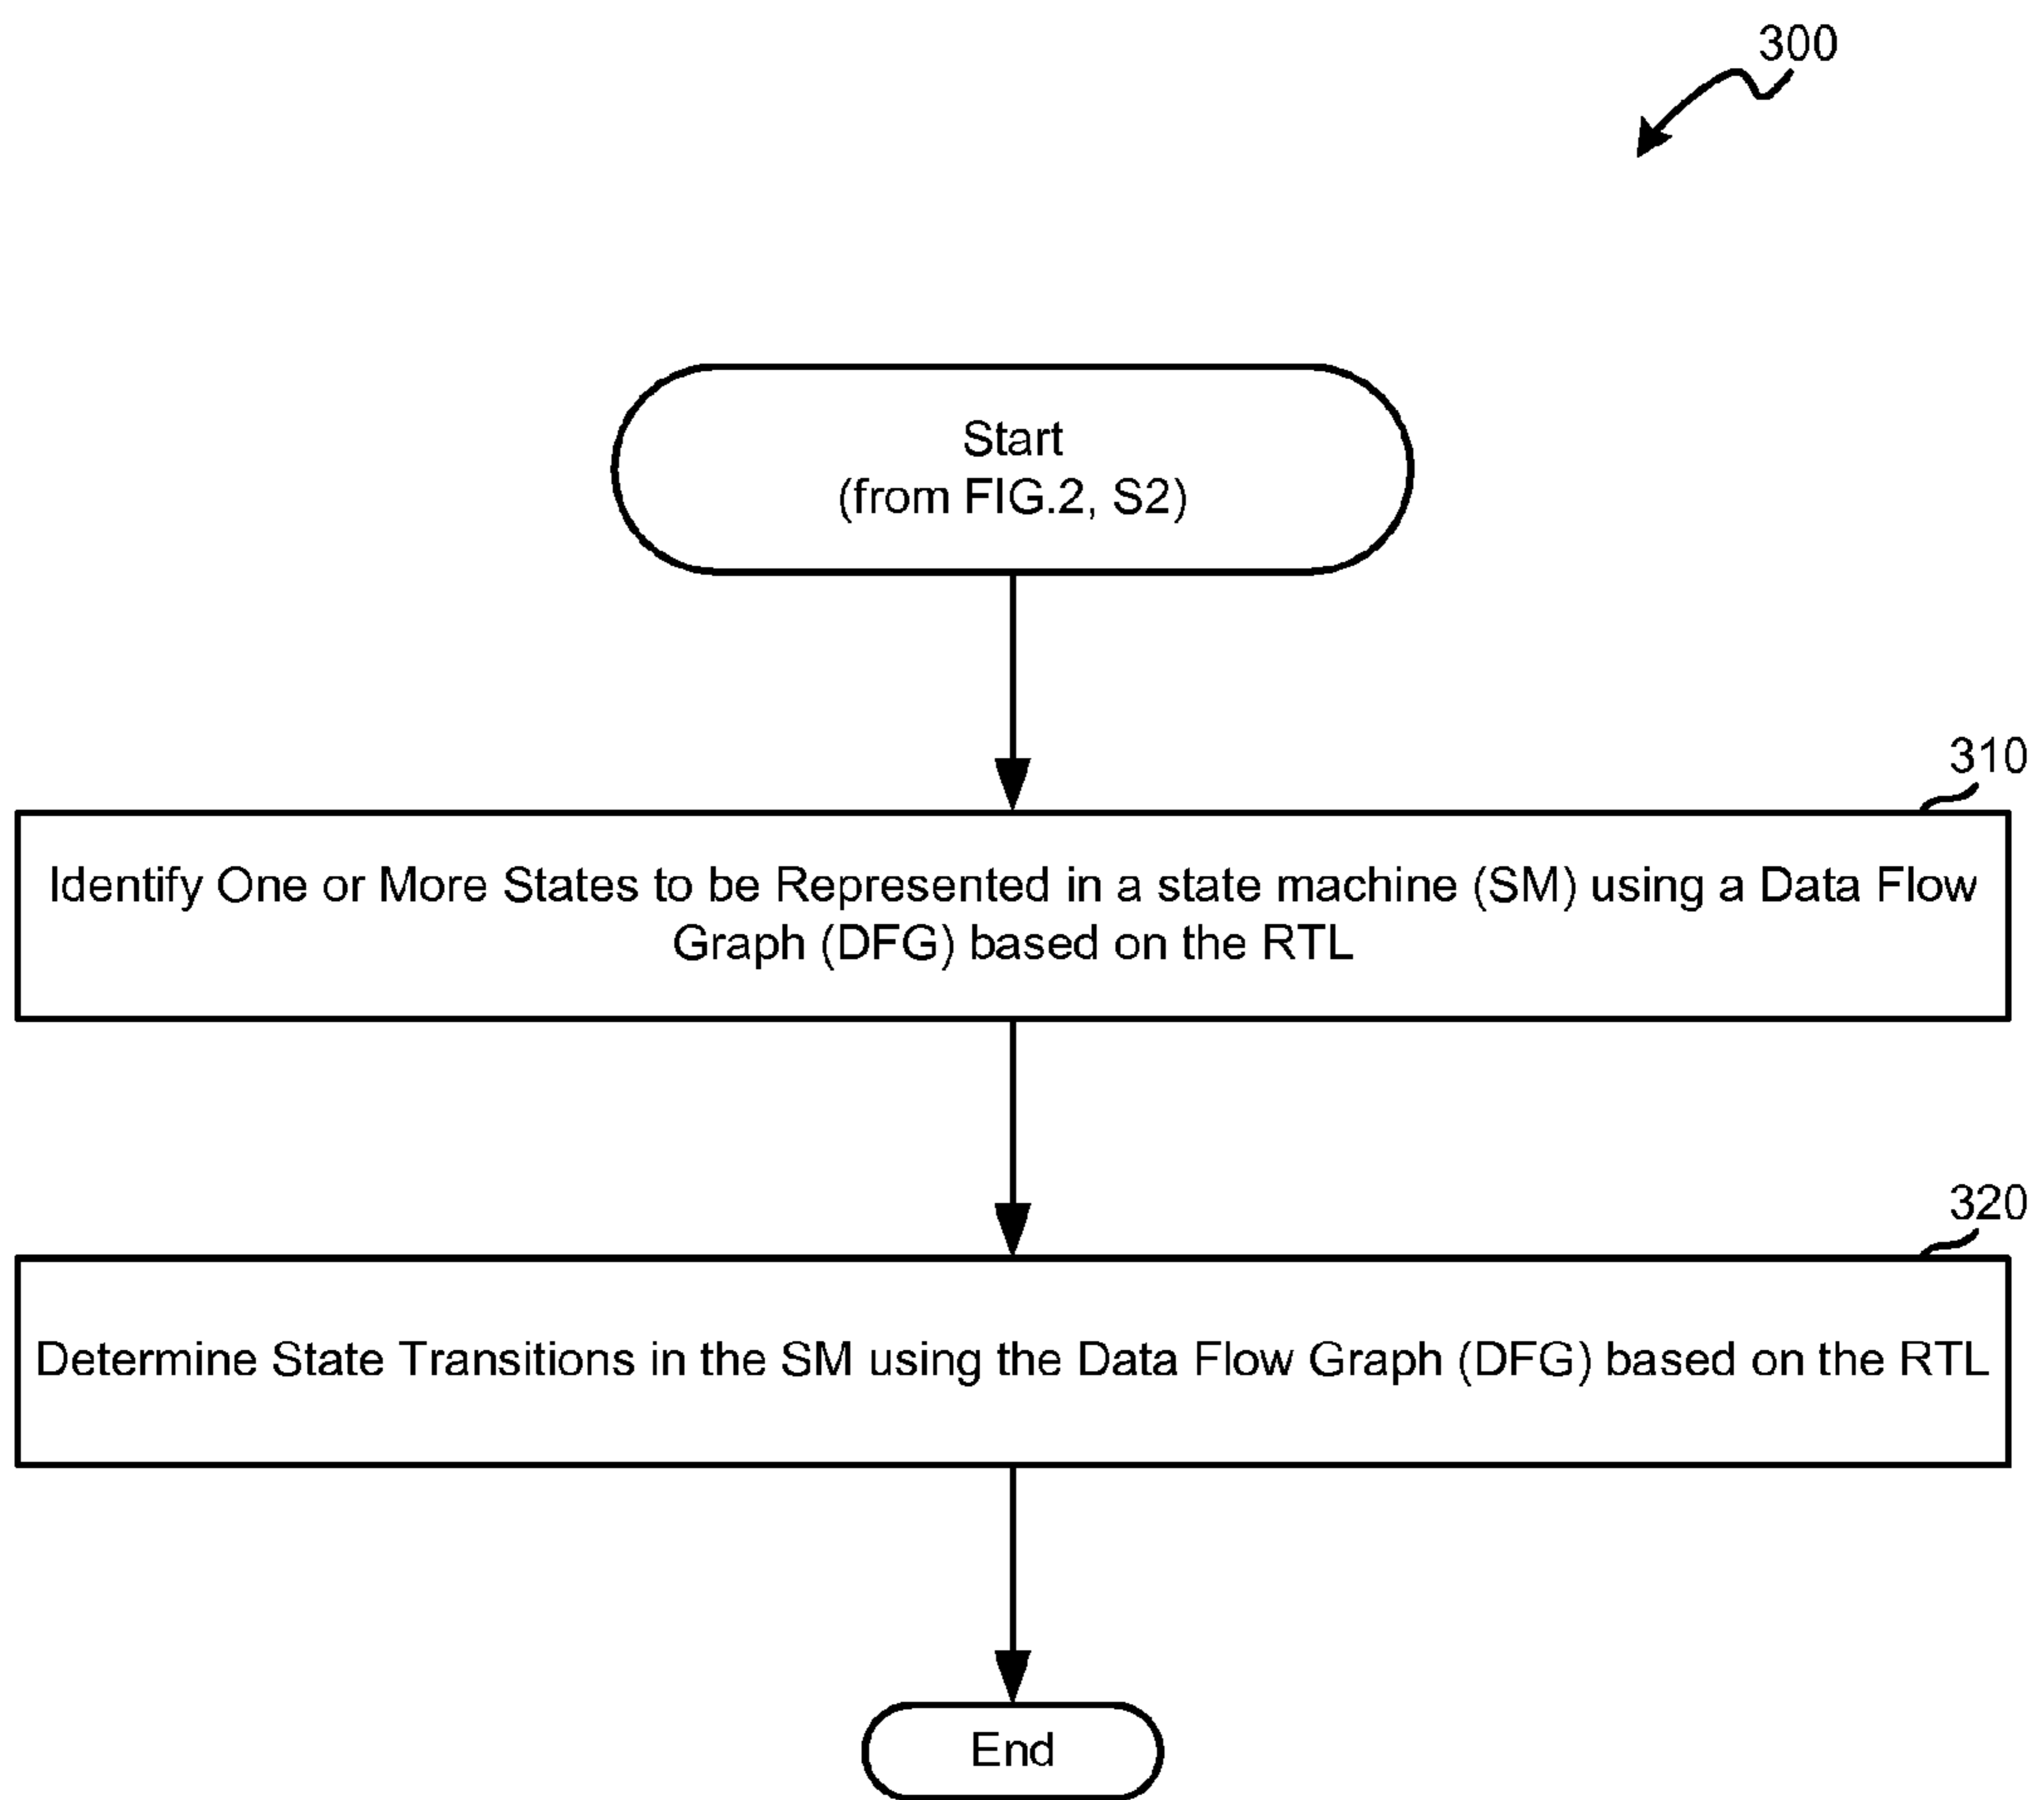 300
Start
(from FIG.2, S2)
310
Identify One or More States to be Represented in a state machine (SM) using a Data Flow
Graph (DFG) based on the RTL
320
Determine State Transitions in the SM using the Data Flow Graph (DFG) based on the RTL
End